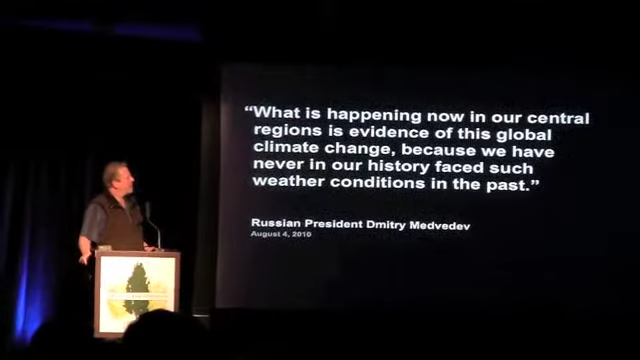 “What is happening now in our central
regions is evidence of this global
climate change, because we have
never in our history faced such
weather conditions in the past.”
Russian President Dmitry Medvedev
August 4, 2010